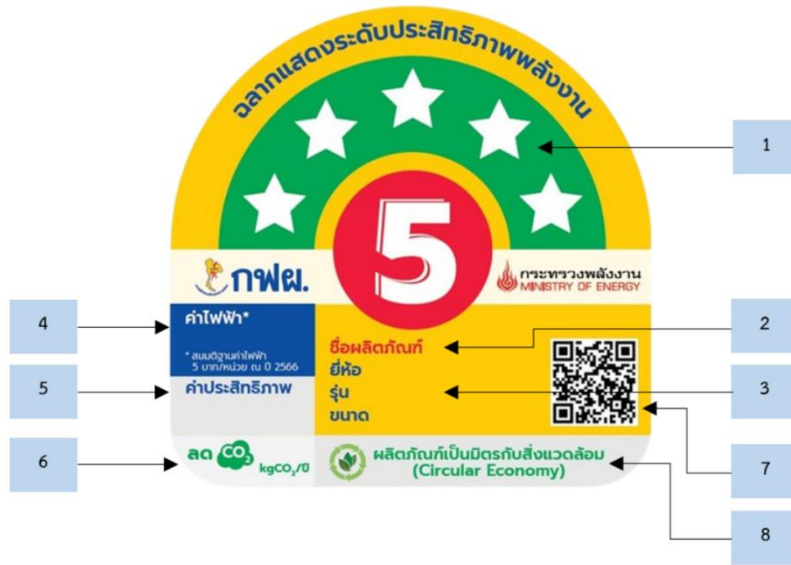 ฉลากแสดงระดับประสิทธิภาพพลังงาน
1
5
กฟผ.
กระทรวงพลังงาน
MINISTRY OF ENERGY
4
ค่าไฟฟ้า*
* สมมติฐานค่าไฟฟ้า
5 บาท/หน่วย ณ ปี 2566
ชื่อผลิตภัณฑ์
2
ยี่ห้อ
5
ค่าประสิทธิภาพ
รุ่น
3
ขนาด
6
ลด CO2 kgCO2/ปี
ผลิตภัณฑ์เป็นมิตรกับสิ่งแวดล้อม
(Circular Economy)
7
8